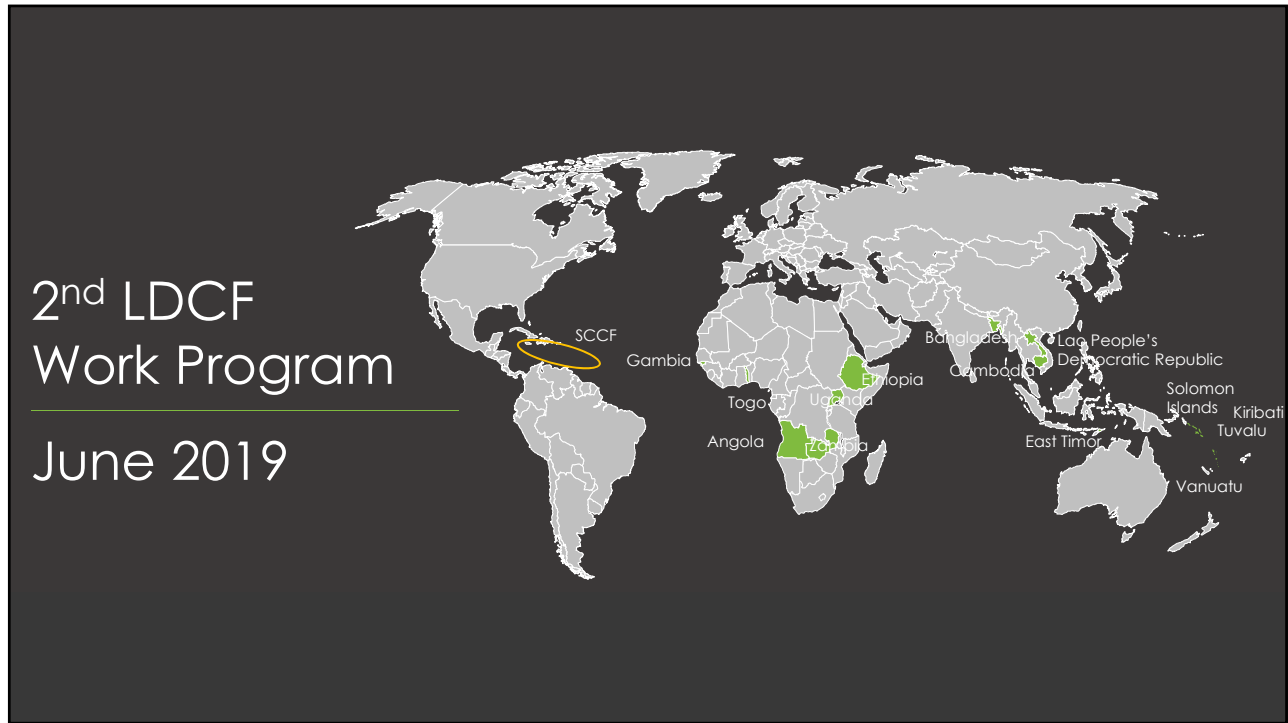 2nd LDCF
Work Program
June 2019
SCCF
Gambia
Togo
Angola
Ethiopia
Uganda
Zambia
Bangladesh
Lao People's
Democratic Republic
Cambodia
East Timor
Solomon
Islands
Kiribati
Tuvalu
Vanuatu